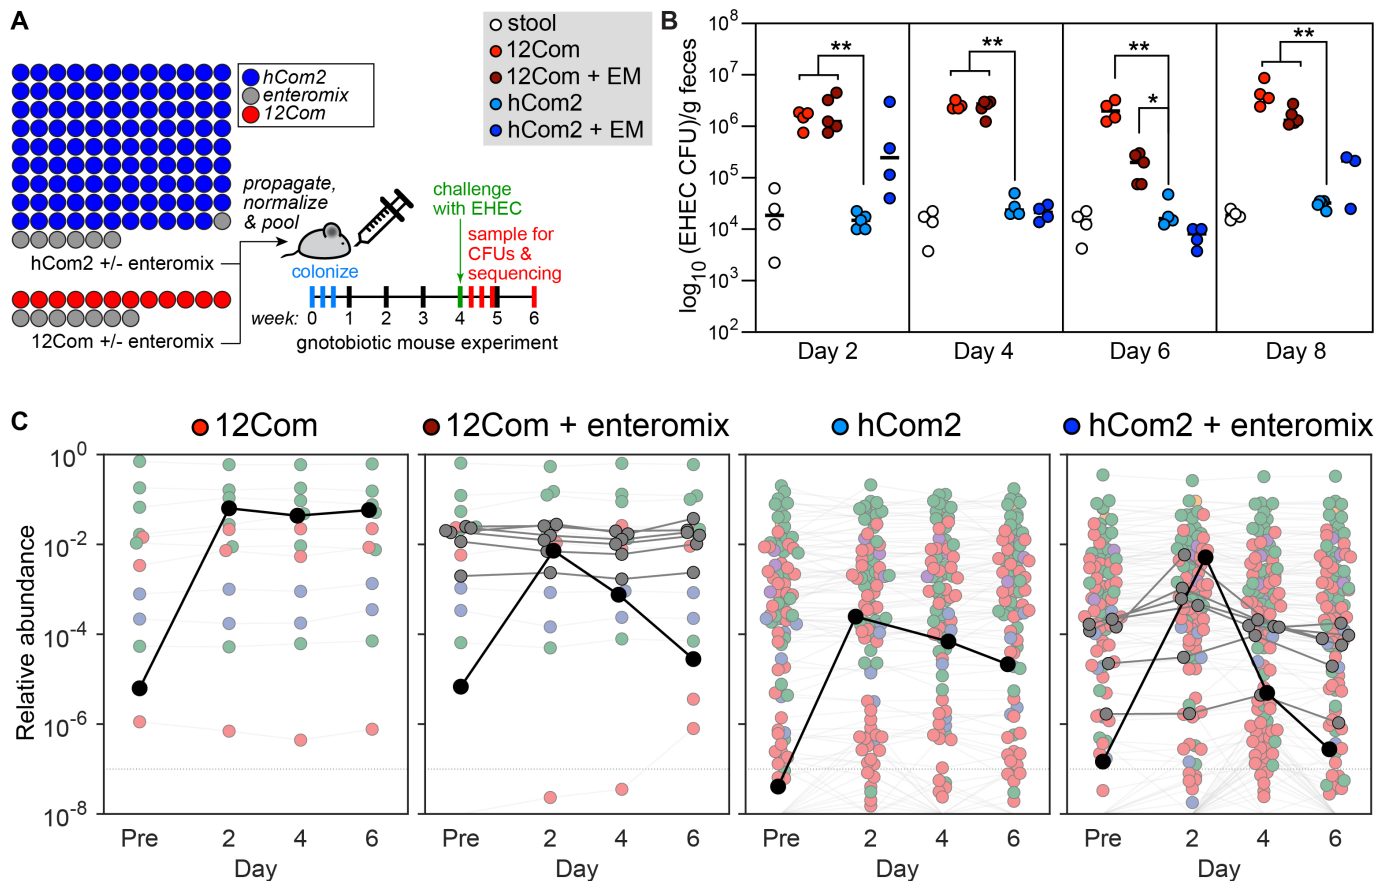 A
hCom2
enteromix
12Com
propagate,
normalize
& pool
hCom2 +/- enteromix
12Com +/- enteromix
colonize
challenge
with EHEC
sample for
CFUs &
sequencing
week: 0 1 2 3 4 5 6
gnotobiotic mouse experiment
stool
12Com
12Com + EM
hCom2
hCom2 + EM
B
log10 (EHEC CFU)/g feces
10^8
10^7
10^6
10^5
10^4
10^3
10^2
** ** ** * **
Day 2 Day 4 Day 6 Day 8
C
12Com 12Com + enteromix hCom2 hCom2 + enteromix
Relative abundance
10^0
10^-2
10^-4
10^-6
10^-8
Pre 2 4 6 Pre 2 4 6 Pre 2 4 6 Pre 2 4 6
Day Day Day Day